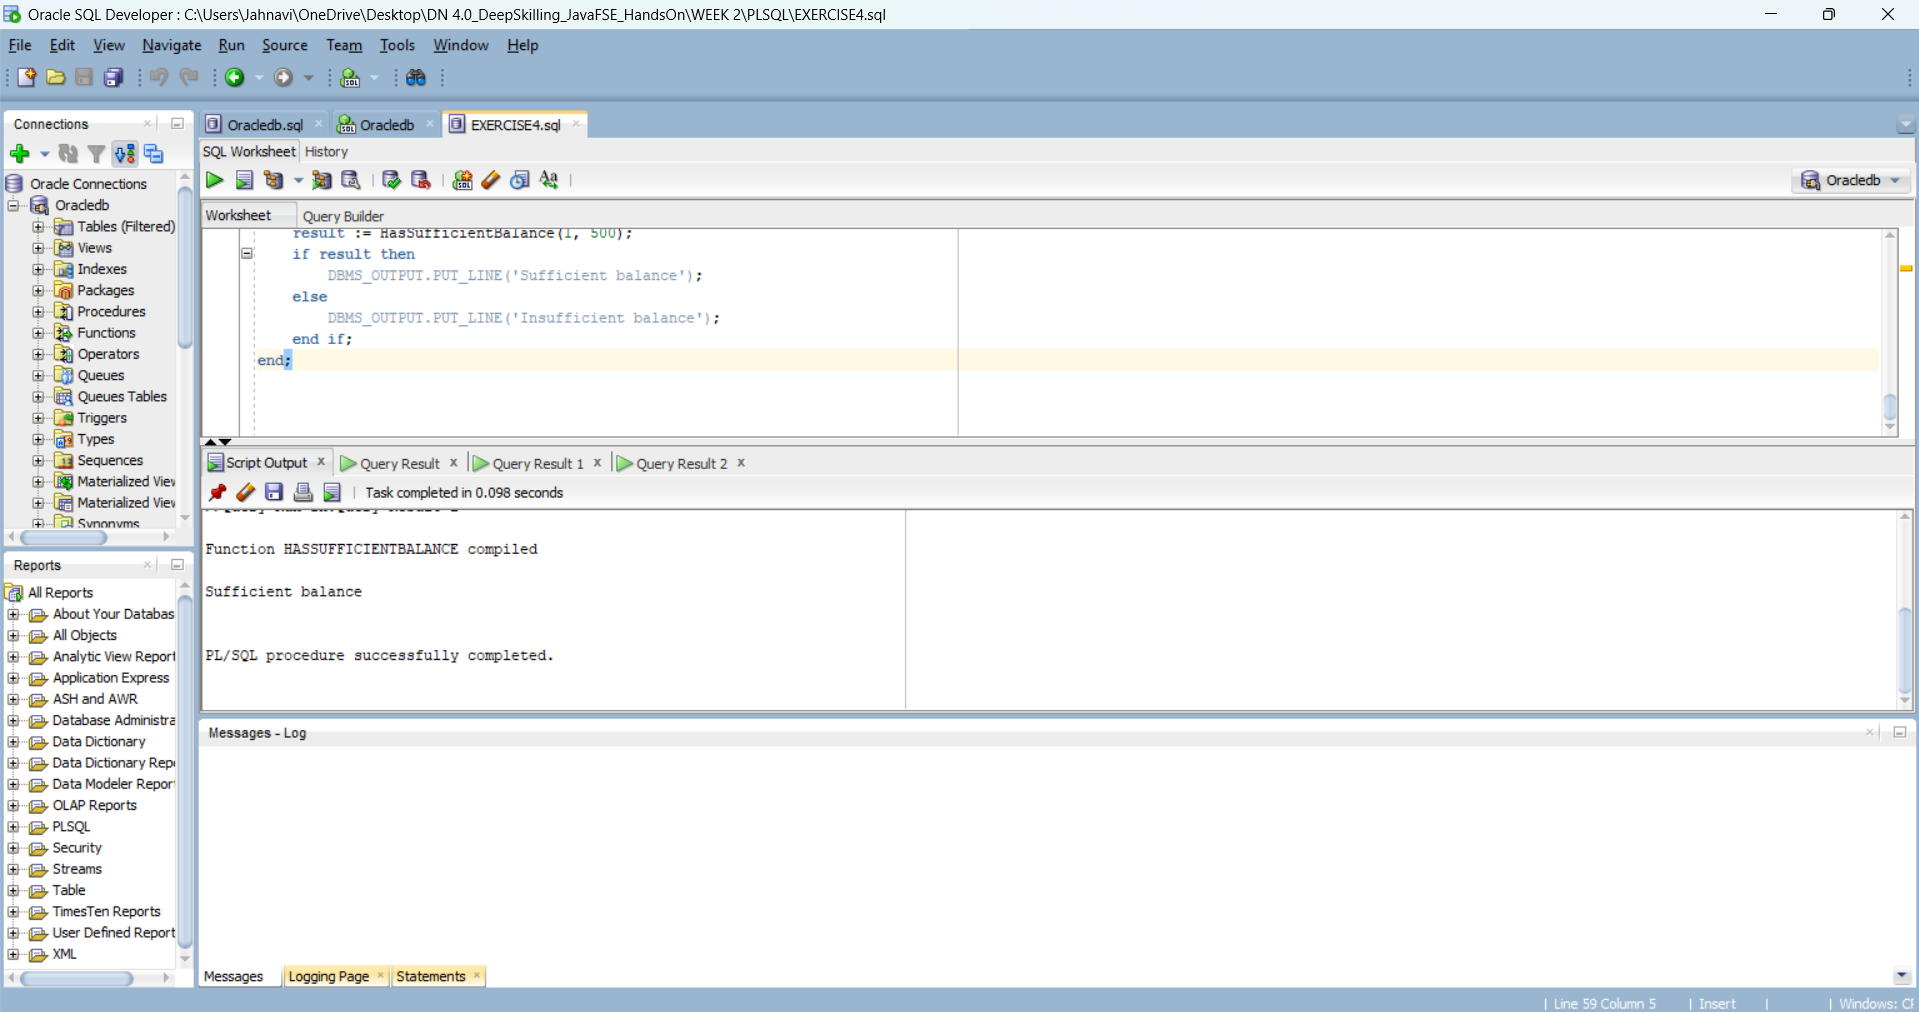 Oracle SQL Developer : C:\Users\Jahnavi\OneDrive\Desktop\DN 4.0_DeepSkilling_JavaFSE_HandsOn\WEEK 2\PLSQL\EXERCISE4.sql
File Edit View Navigate Run Source Team Tools Window Help
Connections
Oracle Connections
Oracledb
Tables (Filtered)
Views
Indexes
Packages
Procedures
Functions
Operators
Queues
Queues Tables
Triggers
Types
Sequences
Materialized View
Materialized View
Synonyms
Reports
All Reports
About Your Databas
All Objects
Analytic View Report
Application Express
ASH and AWR
Database Administra
Data Dictionary
Data Dictionary Rep
Data Modeler Report
OLAP Reports
PLSQL
Security
Streams
Table
TimesTen Reports
User Defined Report
XML
Oracledb.sql Oracledb EXERCISE4.sql
SQL Worksheet History
Oracledb
Worksheet Query Builder
result := HasSufficientBalance(1, 500);
if result then
DBMS_OUTPUT.PUT_LINE('Sufficient balance');
else
DBMS_OUTPUT.PUT_LINE('Insufficient balance');
end if;
end;
Script Output Query Result Query Result 1 Query Result 2
Task completed in 0.098 seconds
Function HASSUFFICIENTBALANCE compiled
Sufficient balance
PL/SQL procedure successfully completed.
Messages - Log
Messages Logging Page Statements
Line 59 Column 5 Insert Windows: CF